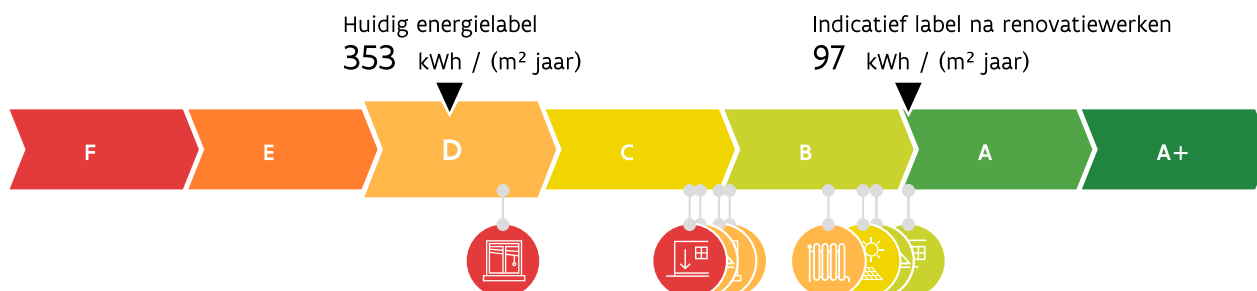 Huidig energielabel
353 kWh / (m² jaar)
Indicatief label na renovatiewerken
97 kWh / (m² jaar)
F E D C B A A+